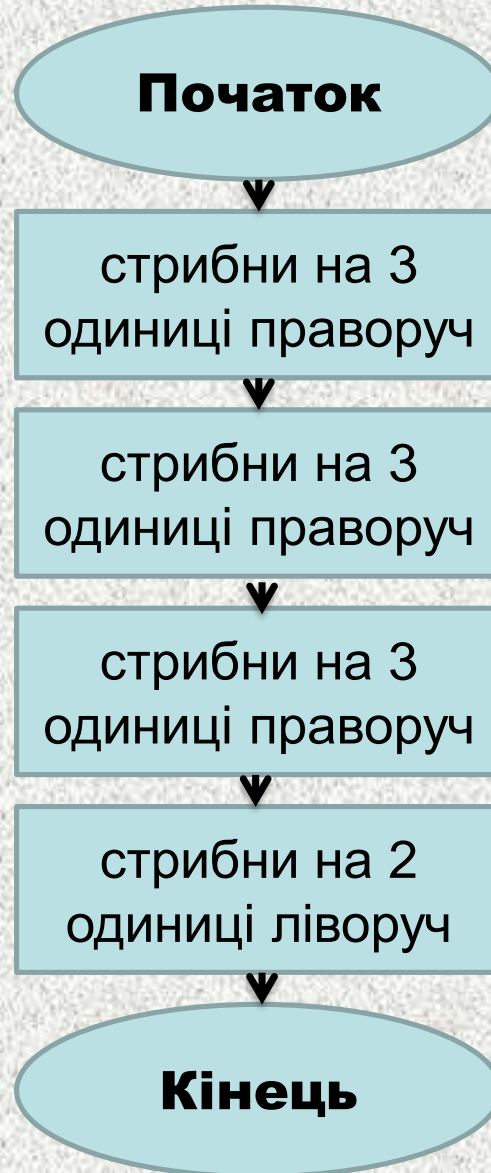 Початок
стрибни на 3
одиниці праворуч
стрибни на 3
одиниці праворуч
стрибни на 3
одиниці праворуч
стрибни на 2
одиниці ліворуч
Кінець